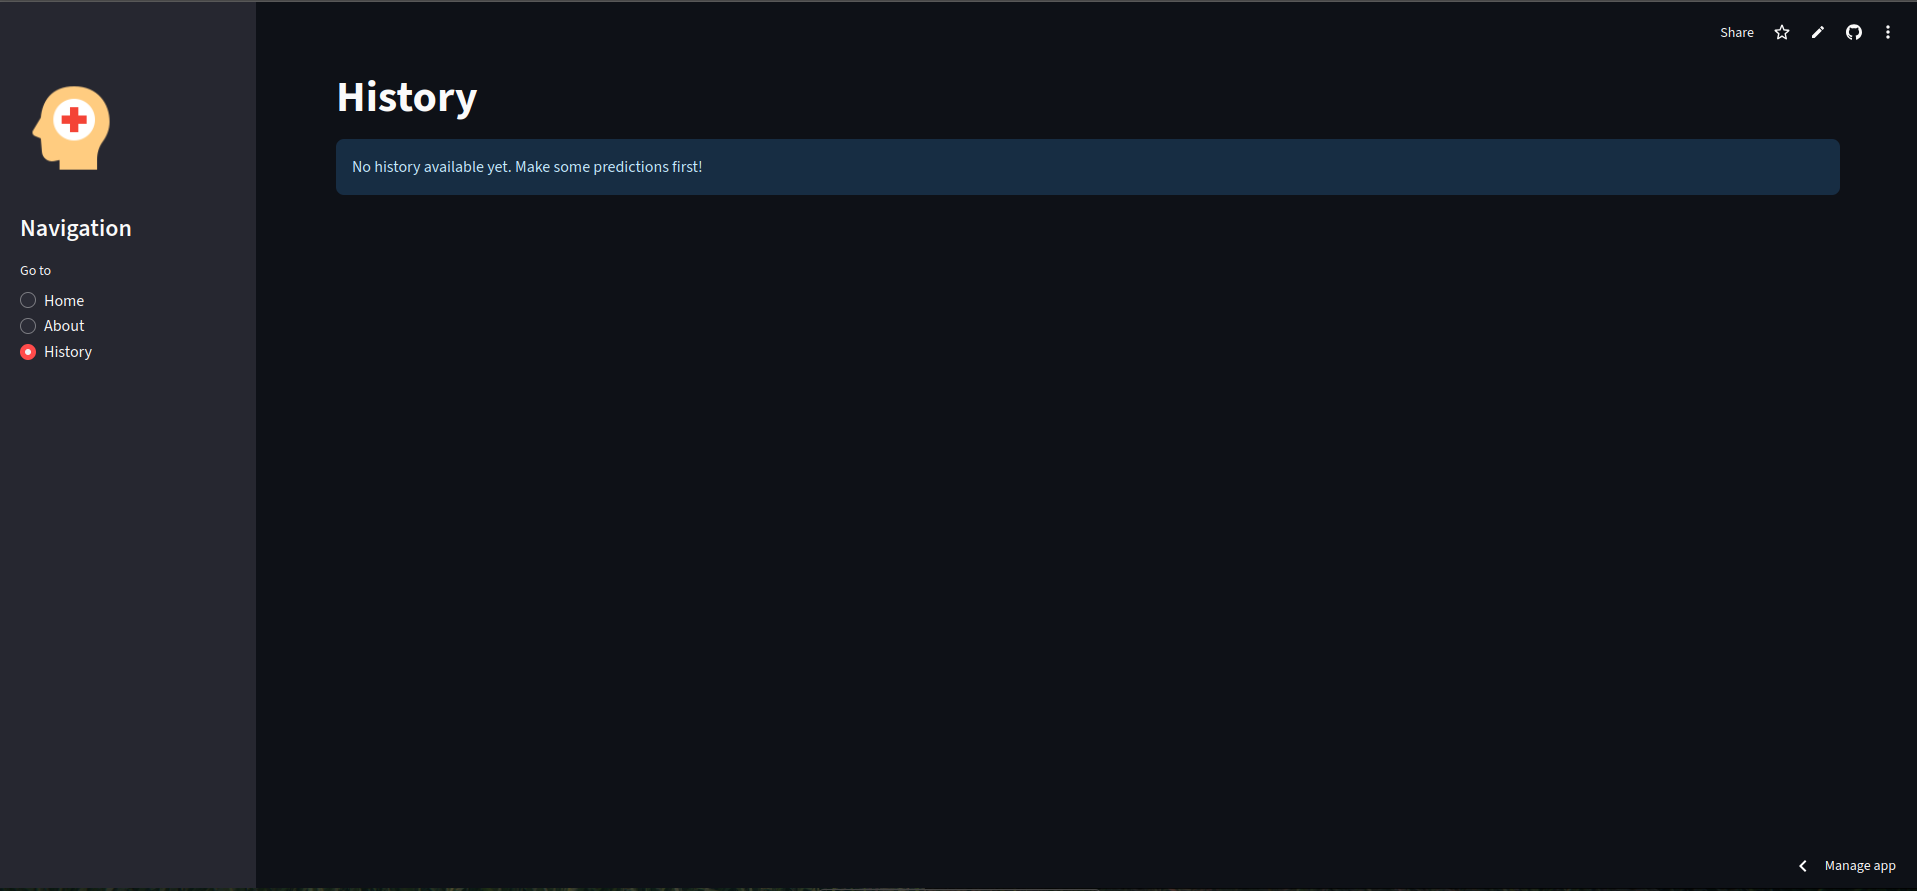 Share
Navigation
Go to
Home
About
History
History
No history available yet. Make some predictions first!
Manage app